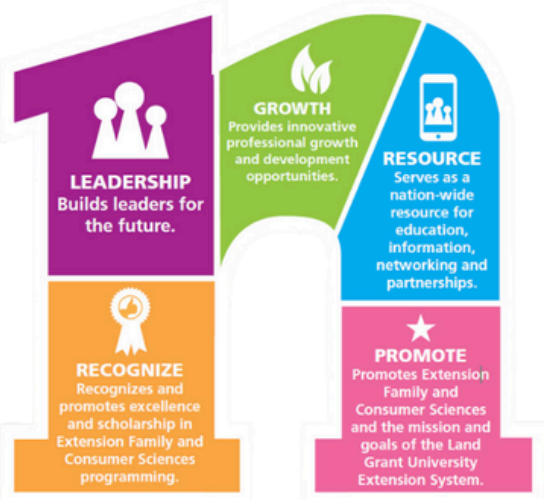 LEADERSHIP
Builds leaders for
the future.
GROWTH
Provides innovative
professional growth
and development
opportunities.
RESOURCE
Serves as a
nation-wide
resource for
education,
information,
networking and
partnerships.
RECOGNIZE
Recognizes and
promotes excellence
and scholarship in
Extension Family and
Consumer Sciences
programming.
PROMOTE
Promotes Extension
Family and
Consumer Sciences
and the mission and
goals of the Land
Grant University
Extension System.